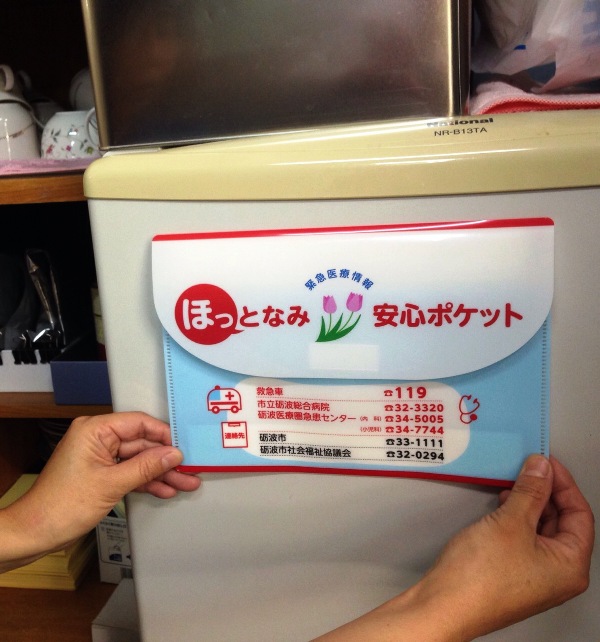 National
NR-B13TA
緊急医療情報
ほっとなみ 安心ポケット
救急車 ☎119
市立砺波総合病院 ☎32-3320
砺波医療圏急患センター (内 科) ☎34-5005
(小児科) ☎34-7744
連絡先
砺波市 ☎33-1111
砺波市社会福祉協議会 ☎32-0294